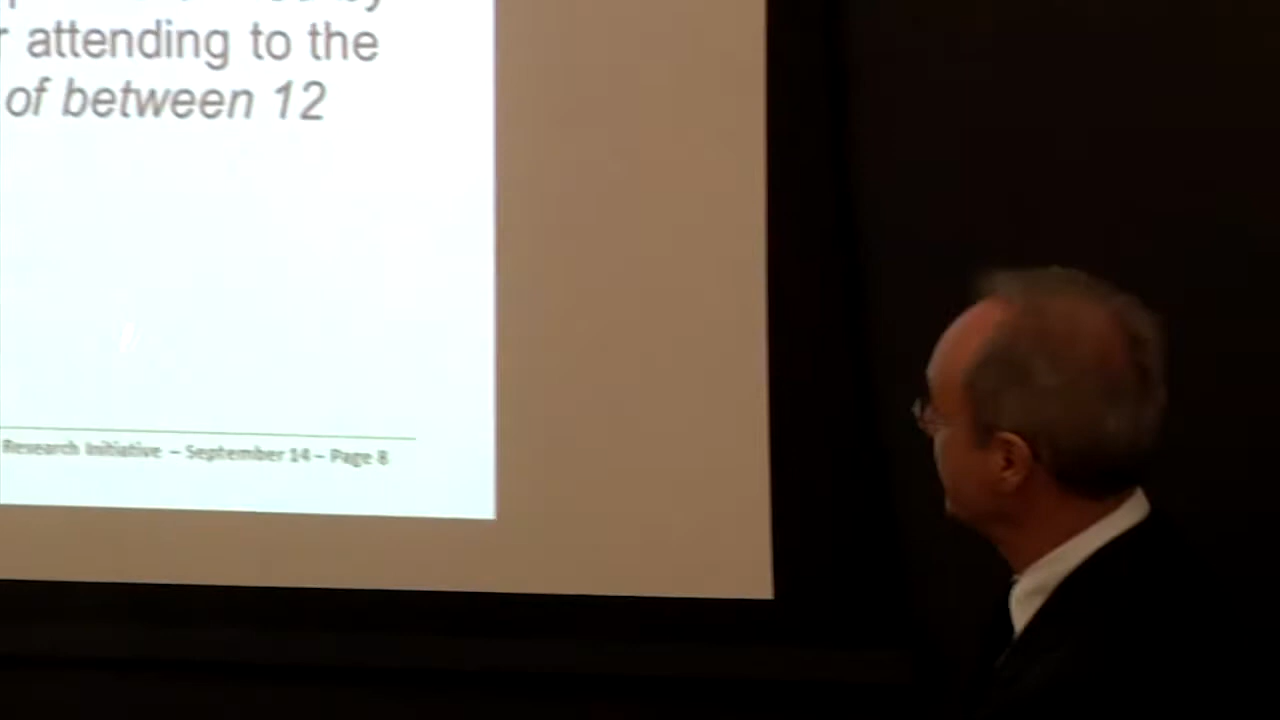 attending to the
of between 12
Research Initiative – September 14 – Page 8